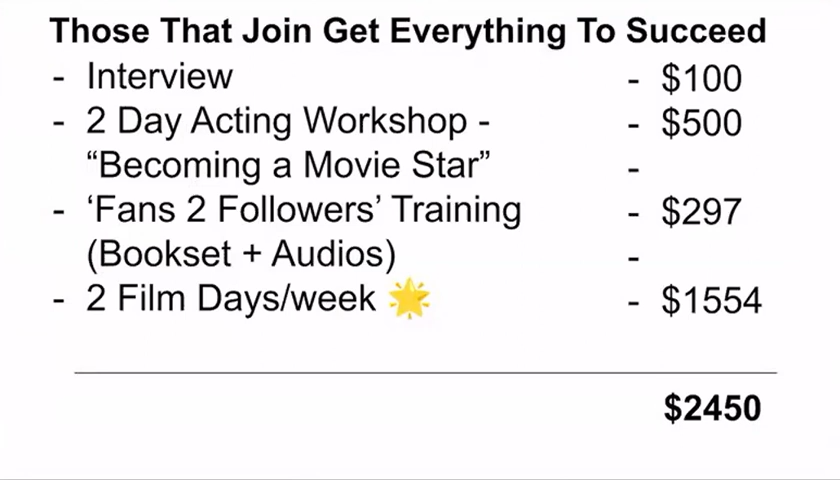 Those That Join Get Everything To Succeed
- Interview - $100
- 2 Day Acting Workshop - - $500
“Becoming a Movie Star” -
- ‘Fans 2 Followers’ Training - $297
(Bookset + Audios) -
- 2 Film Days/week 🌟 - $1554
$2450